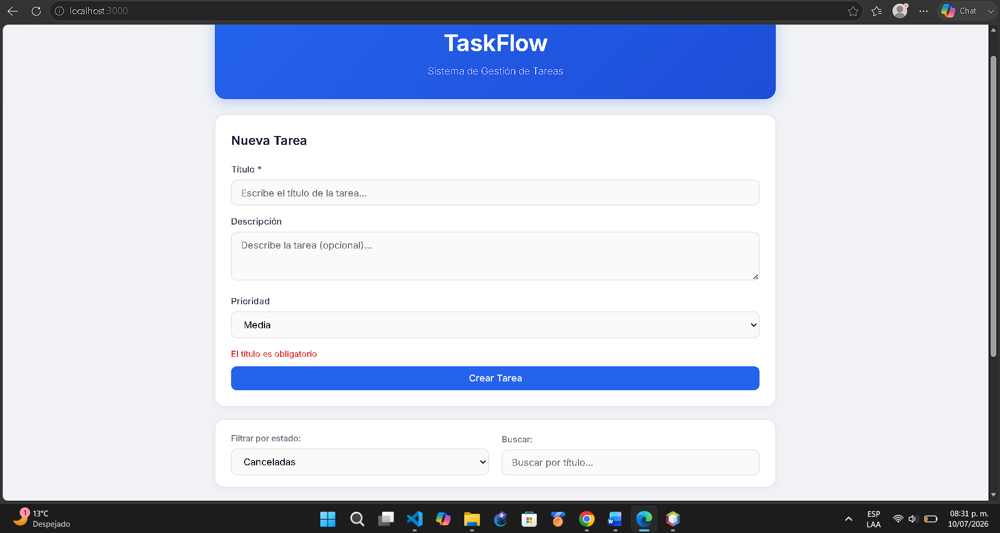 localhost:3000
Chat
TaskFlow
Sistema de Gestión de Tareas
Nueva Tarea
Título *
Escribe el título de la tarea...
Descripción
Describe la tarea (opcional)...
Prioridad
Media
El título es obligatorio
Crear Tarea
Filtrar por estado:
Canceladas
Buscar:
Buscar por título...
1
13°C
Despejado
ESP
LAA
08:31 p. m.
10/07/2026